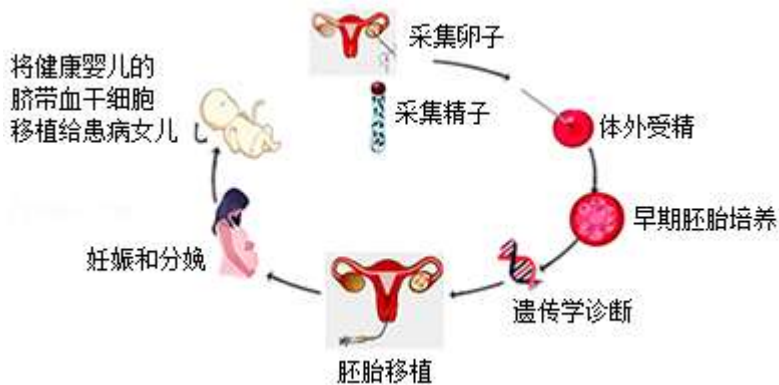 采集卵子
采集精子
体外受精
早期胚胎培养
遗传学诊断
胚胎移植
妊娠和分娩
将健康婴儿的
脐带血干细胞
移植给患病女儿